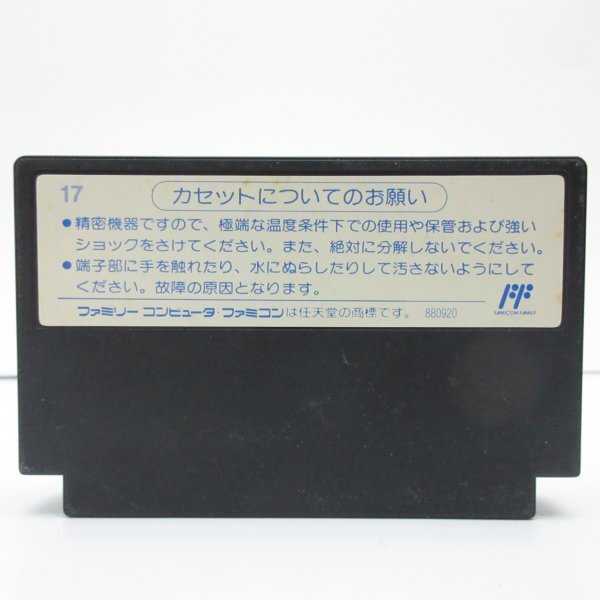 17
カセットについてのお願い
●精密機器ですので、極端な温度条件下での使用や保管および強い
ショックをさけてください。また、絶対に分解しないでください。
●端子部に手を触れたり、水にぬらしたりして汚さないようにして
ください。故障の原因となります。
ファミリーコンピュータ・ファミコンは任天堂の商標です。 880920
FF
FAMICOM FAMILY